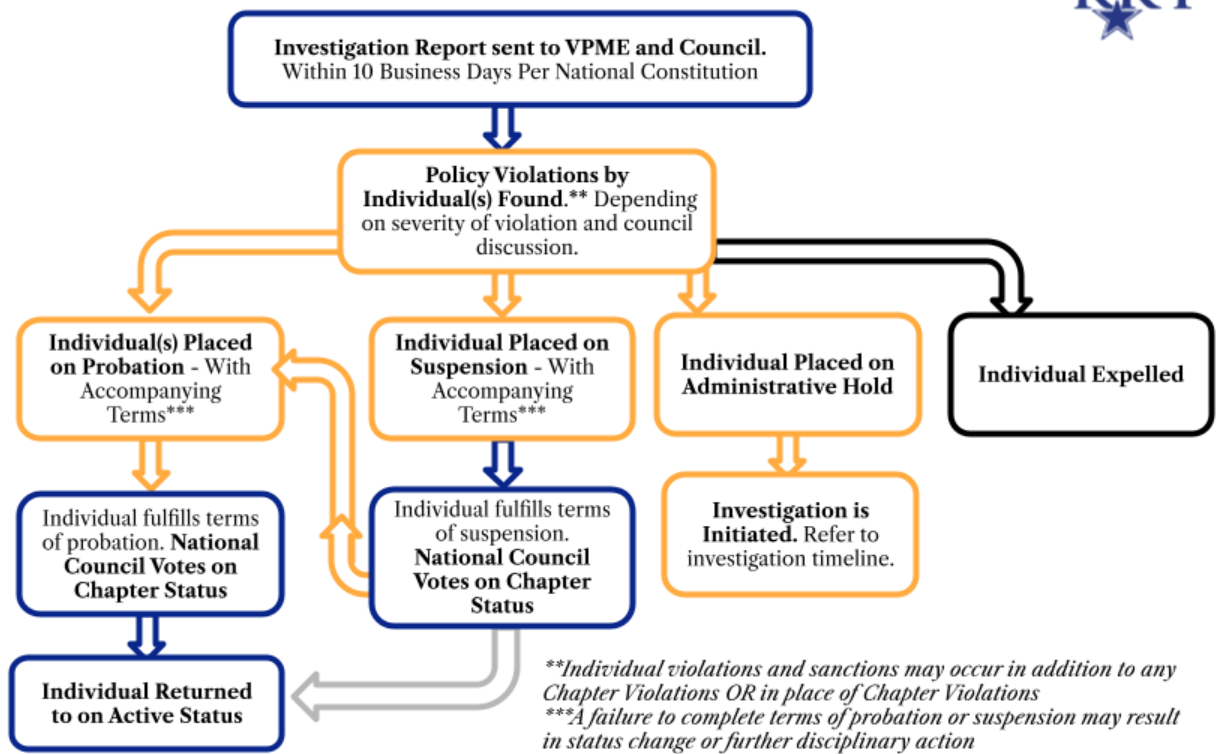 Investigation Report sent to VPME and Council.
Within 10 Business Days Per National Constitution
Policy Violations by
Individual(s) Found.** Depending
on severity of violation and council
discussion.
Individual(s) Placed
on Probation - With
Accompanying
Terms***
Individual Placed on
Suspension - With
Accompanying
Terms***
Individual Placed on
Administrative Hold
Individual Expelled
Individual fulfills terms
of probation. National
Council Votes on
Chapter Status
Individual fulfills terms
of suspension.
National Council
Votes on Chapter
Status
Investigation is
Initiated. Refer to
investigation timeline.
Individual Returned
to on Active Status
**Individual violations and sanctions may occur in addition to any
Chapter Violations OR in place of Chapter Violations
***A failure to complete terms of probation or suspension may result
in status change or further disciplinary action